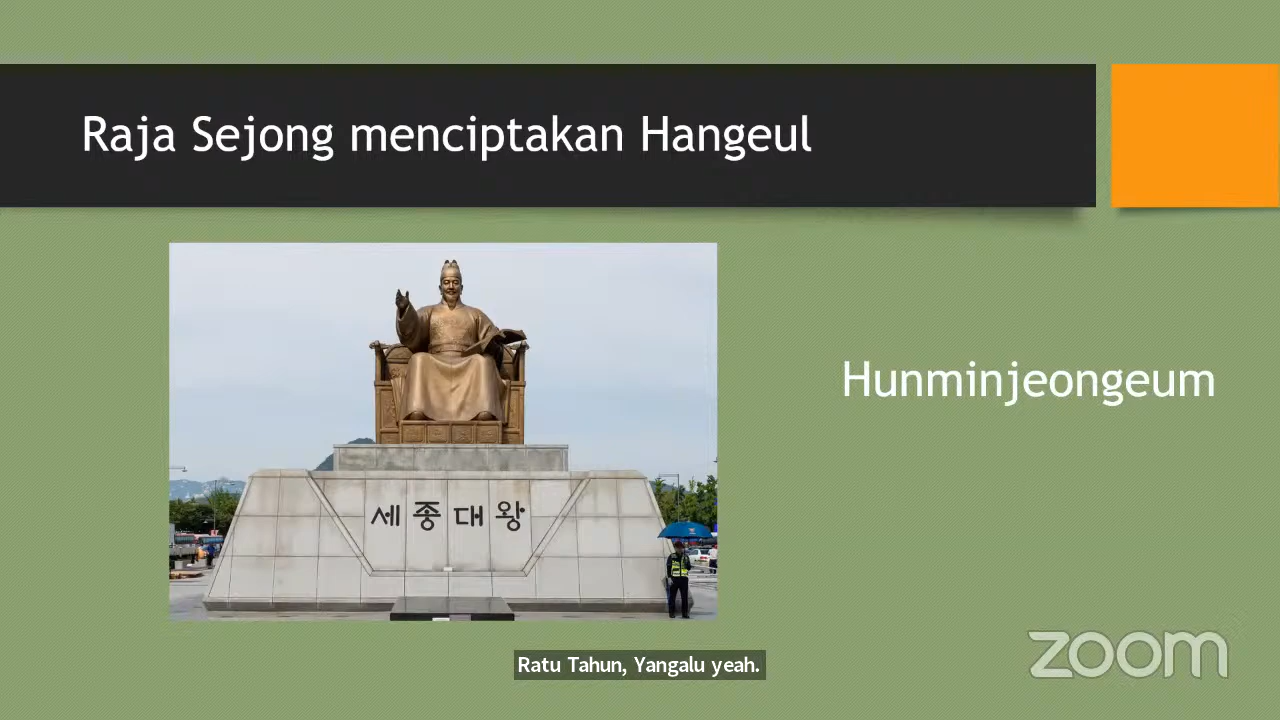 Raja Sejong menciptakan Hangeul
Hunminjeongeum
세종대왕
Ratu Tahun, Yangalu yeah.
zoom